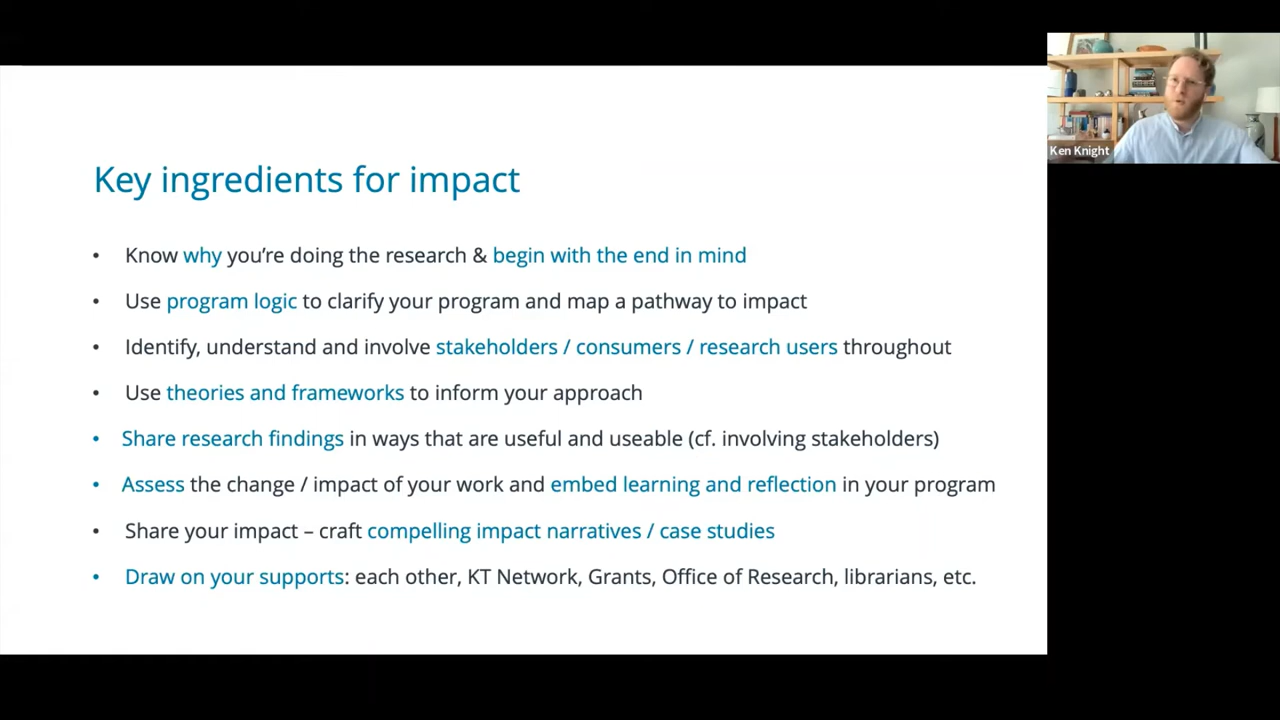 Key ingredients for impact
• Know why you’re doing the research & begin with the end in mind
• Use program logic to clarify your program and map a pathway to impact
• Identify, understand and involve stakeholders / consumers / research users throughout
• Use theories and frameworks to inform your approach
• Share research findings in ways that are useful and useable (cf. involving stakeholders)
• Assess the change / impact of your work and embed learning and reflection in your program
• Share your impact – craft compelling impact narratives / case studies
• Draw on your supports: each other, KT Network, Grants, Office of Research, librarians, etc.
Ken Knight